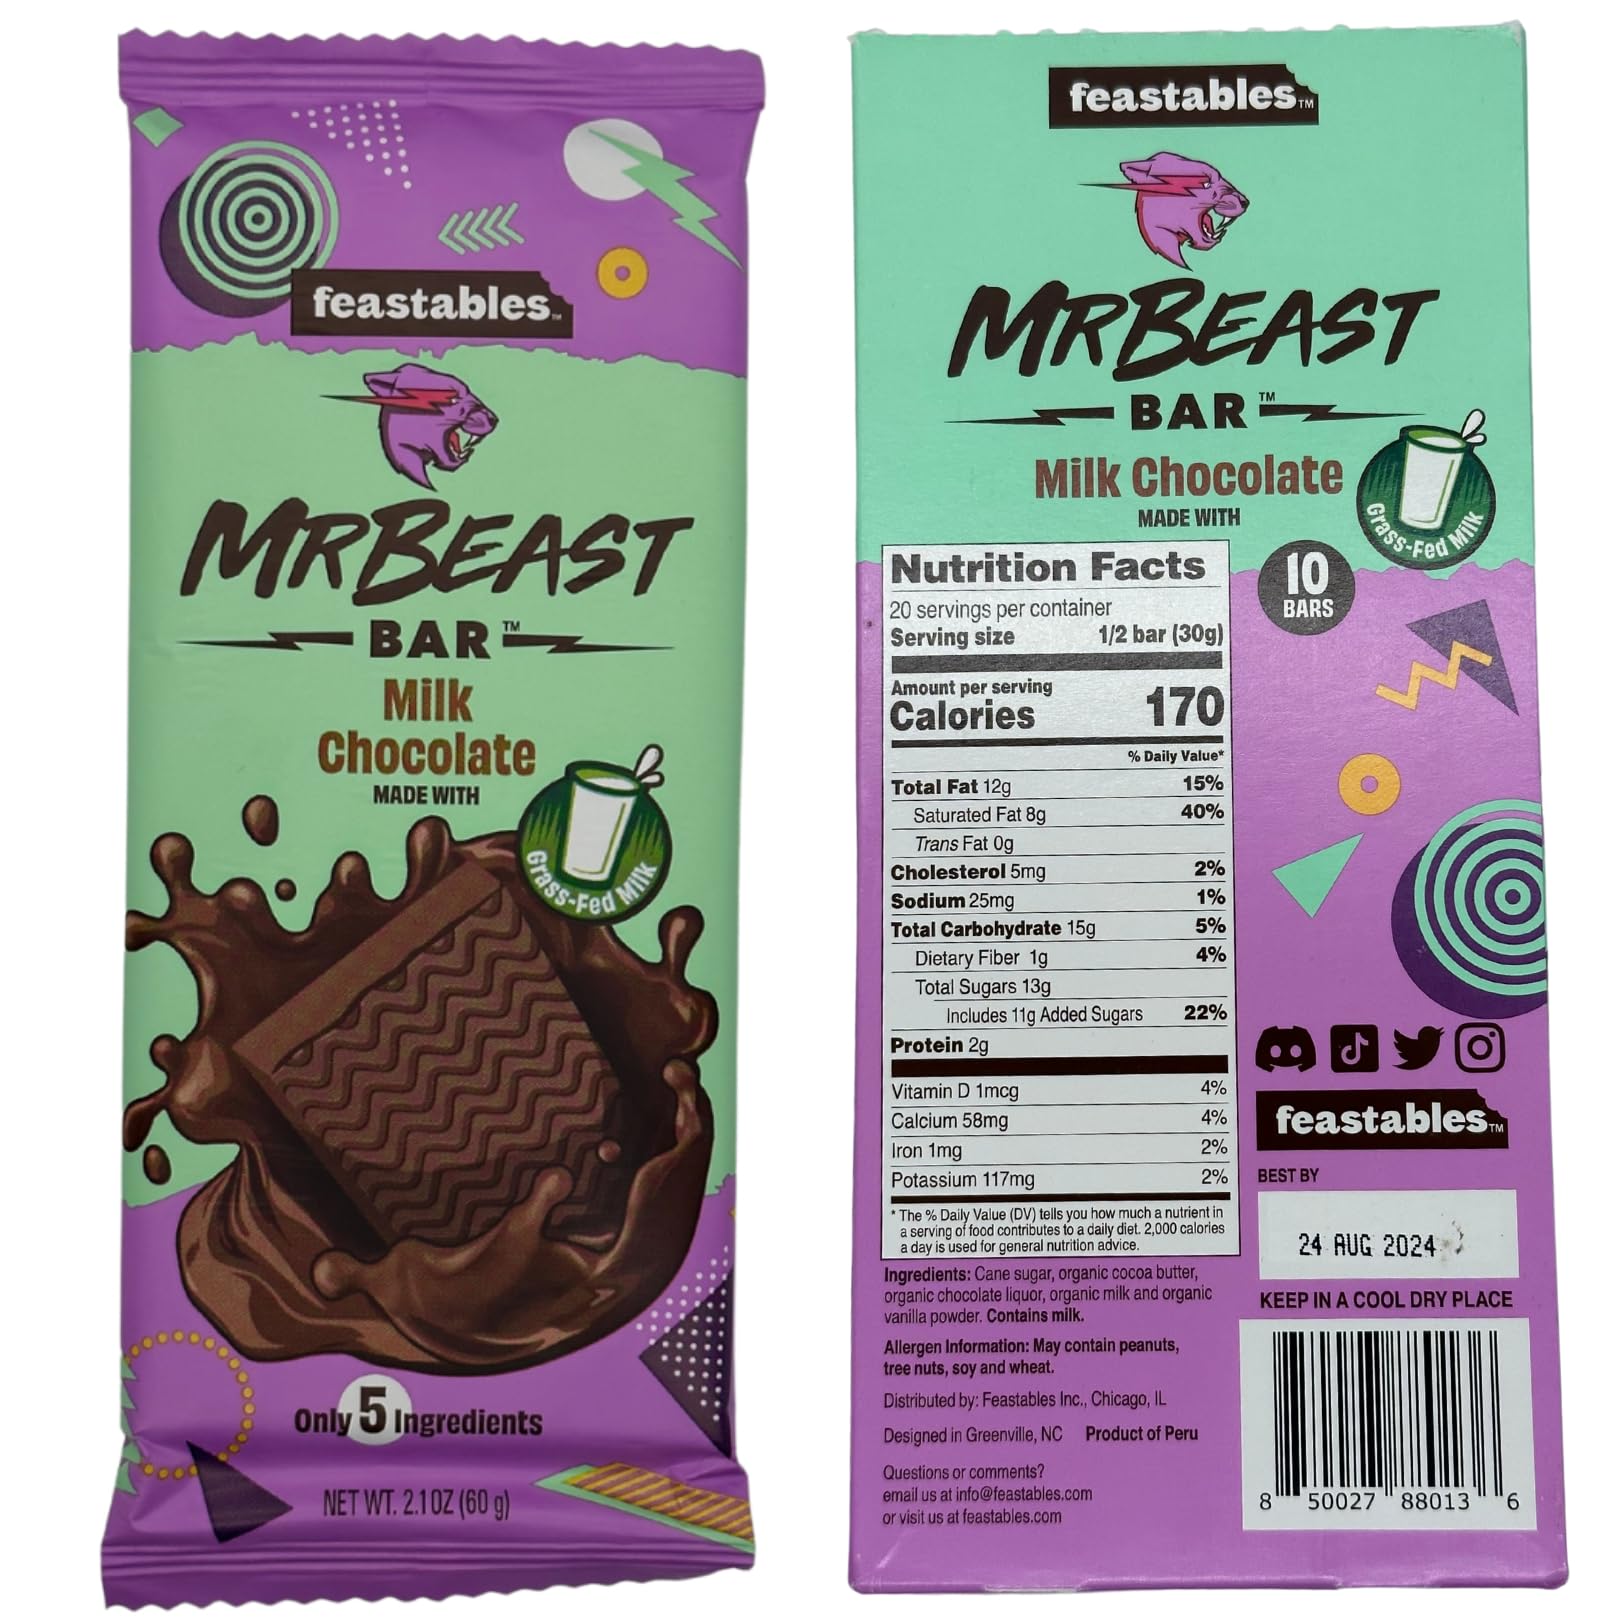 feastables™
MRBEAST
BAR™
Milk
Chocolate
MADE WITH
Grass-Fed Milk
Only 5 Ingredients
NET WT. 2.1OZ (60 g)
feastables™
MRBEAST
BAR™
Milk Chocolate
MADE WITH
Grass-Fed Milk
10
BARS
Nutrition Facts
20 servings per container
Serving size 1/2 bar (30g)
Amount per serving
Calories 170
% Daily Value*
Total Fat 12g 15%
Saturated Fat 8g 40%
Trans Fat 0g
Cholesterol 5mg 2%
Sodium 25mg 1%
Total Carbohydrate 15g 5%
Dietary Fiber 1g 4%
Total Sugars 13g
Includes 11g Added Sugars 22%
Protein 2g
Vitamin D 1mcg 4%
Calcium 58mg 4%
Iron 1mg 2%
Potassium 117mg 2%
* The % Daily Value (DV) tells you how much a nutrient in
a serving of food contributes to a daily diet. 2,000 calories
a day is used for general nutrition advice.
Ingredients: Cane sugar, organic cocoa butter,
organic chocolate liquor, organic milk and organic
vanilla powder. Contains milk.
Allergen Information: May contain peanuts,
tree nuts, soy and wheat.
Distributed by: Feastables Inc., Chicago, IL
Designed in Greenville, NC Product of Peru
Questions or comments?
email us at info@feastables.com
or visit us at feastables.com
feastables™
BEST BY
24 AUG 2024
KEEP IN A COOL DRY PLACE
8 50027 88013 6